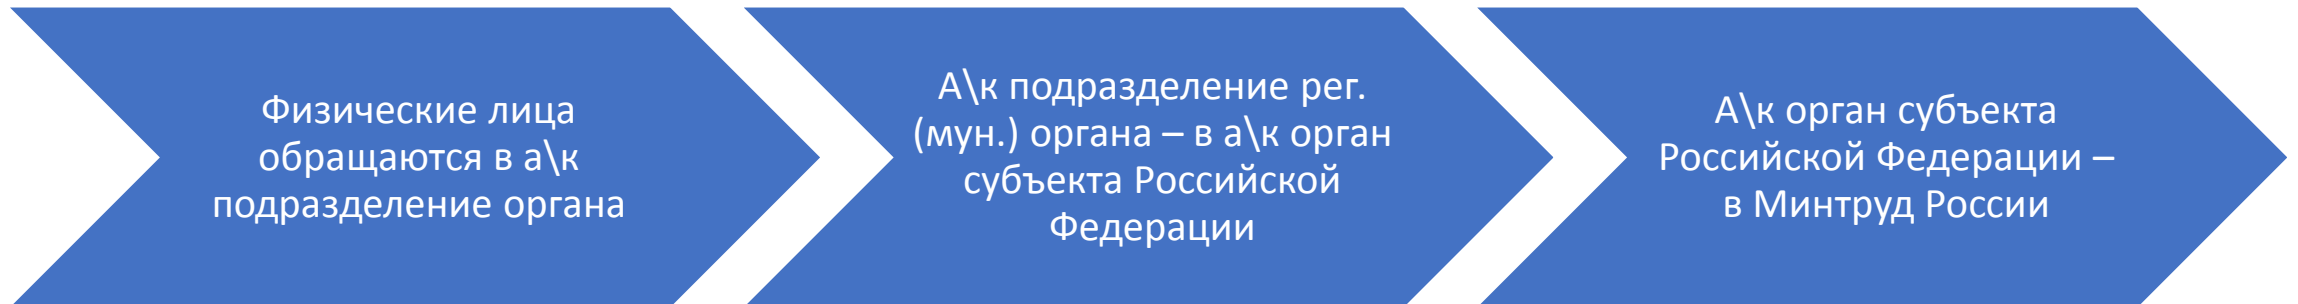 Физические лица
обращаются в а\к
подразделение органа
А\к подразделение рег.
(мун.) органа – в а\к орган
субъекта Российской
Федерации
А\к орган субъекта
Российской Федерации –
в Минтруд России